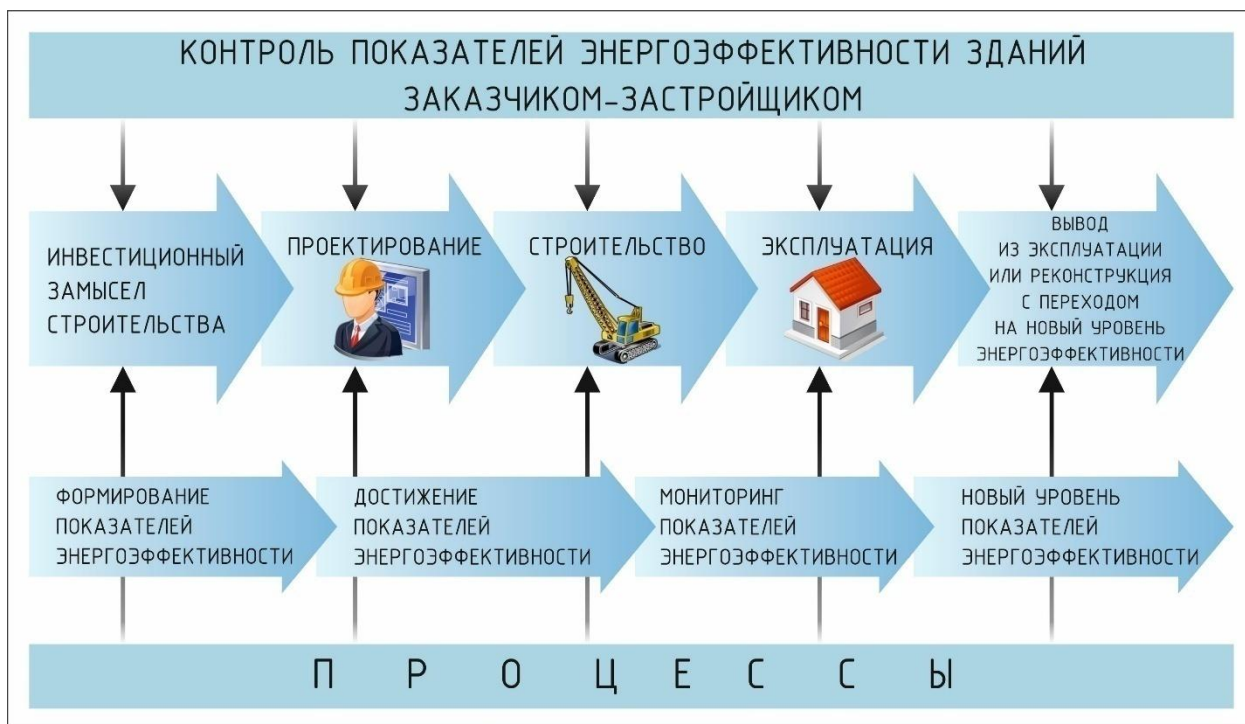 КОНТРОЛЬ ПОКАЗАТЕЛЕЙ ЭНЕРГОЭФФЕКТИВНОСТИ ЗДАНИЙ
ЗАКАЗЧИКОМ-ЗАСТРОЙЩИКОМ
ИНВЕСТИЦИОННЫЙ
ЗАМЫСЕЛ
СТРОИТЕЛЬСТВА
ПРОЕКТИРОВАНИЕ
СТРОИТЕЛЬСТВО
ЭКСПЛУАТАЦИЯ
ВЫВОД
ИЗ ЭКСПЛУАТАЦИИ
ИЛИ РЕКОНСТРУКЦИЯ
С ПЕРЕХОДОМ
НА НОВЫЙ УРОВЕНЬ
ЭНЕРГОЭФФЕКТИВНОСТИ
ФОРМИРОВАНИЕ
ПОКАЗАТЕЛЕЙ
ЭНЕРГОЭФФЕКТИВНОСТИ
ДОСТИЖЕНИЕ
ПОКАЗАТЕЛЕЙ
ЭНЕРГОЭФФЕКТИВНОСТИ
МОНИТОРИНГ
ПОКАЗАТЕЛЕЙ
ЭНЕРГОЭФФЕКТИВНОСТИ
НОВЫЙ УРОВЕНЬ
ПОКАЗАТЕЛЕЙ
ЭНЕРГОЭФФЕКТИВНОСТИ
ПРОЦЕССЫ